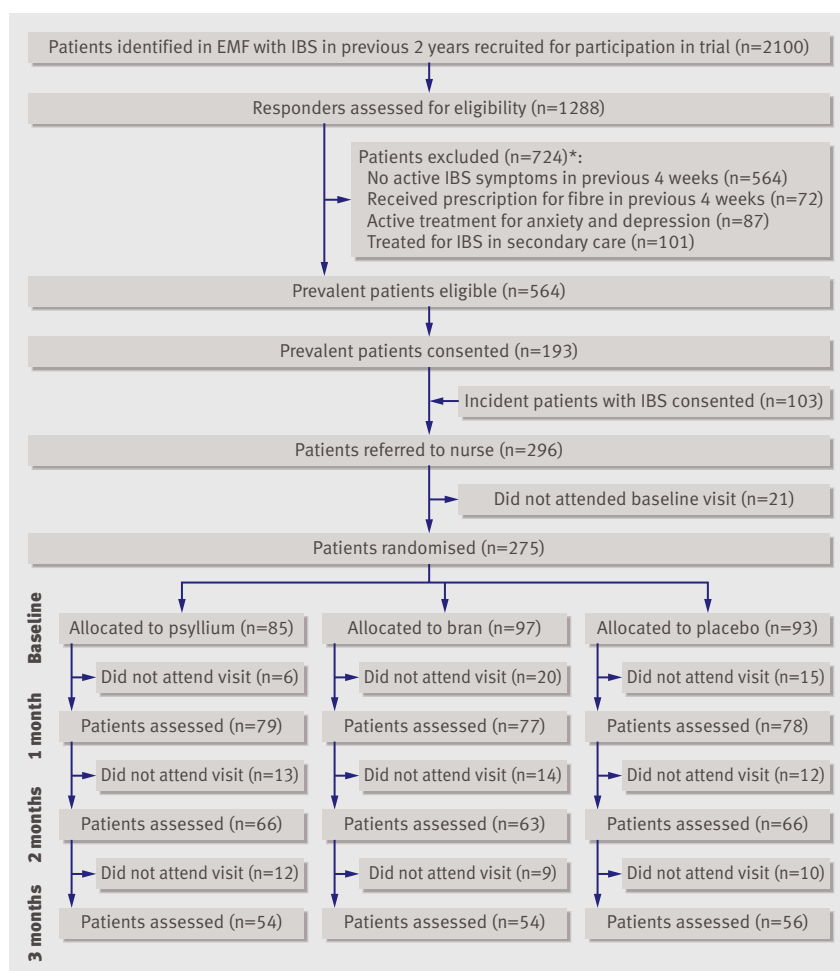 Patients identified in EMF with IBS in previous 2 years recruited for participation in trial (n=2100)
Responders assessed for eligibility (n=1288)
Patients excluded (n=724)*:
No active IBS symptoms in previous 4 weeks (n=564)
Received prescription for fibre in previous 4 weeks (n=72)
Active treatment for anxiety and depression (n=87)
Treated for IBS in secondary care (n=101)
Prevalent patients eligible (n=564)
Prevalent patients consented (n=193)
Incident patients with IBS consented (n=103)
Patients referred to nurse (n=296)
Did not attended baseline visit (n=21)
Patients randomised (n=275)
Baseline
Allocated to psyllium (n=85)
Allocated to bran (n=97)
Allocated to placebo (n=93)
Did not attend visit (n=6)
Did not attend visit (n=20)
Did not attend visit (n=15)
1 month
Patients assessed (n=79)
Patients assessed (n=77)
Patients assessed (n=78)
Did not attend visit (n=13)
Did not attend visit (n=14)
Did not attend visit (n=12)
2 months
Patients assessed (n=66)
Patients assessed (n=63)
Patients assessed (n=66)
Did not attend visit (n=12)
Did not attend visit (n=9)
Did not attend visit (n=10)
3 months
Patients assessed (n=54)
Patients assessed (n=54)
Patients assessed (n=56)